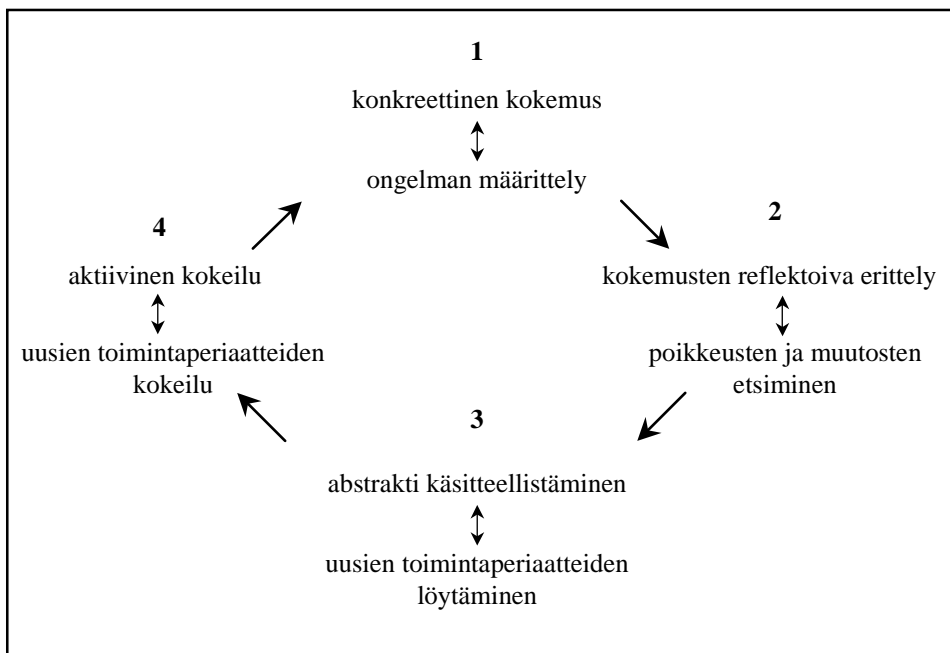 1
konkreettinen kokemus
ongelman määrittely
2
kokemusten reflektoiva erittely
poikkeusten ja muutosten
etsiminen
3
abstrakti käsitteellistäminen
uusien toimintaperiaatteiden
löytäminen
4
aktiivinen kokeilu
uusien toimintaperiaatteiden
kokeilu